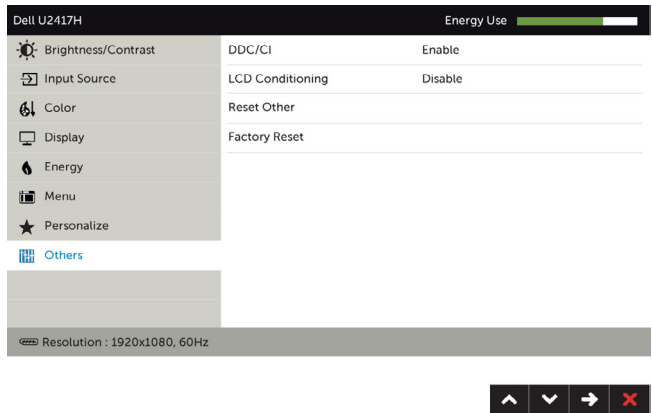 Dell U2417H Energy Use
Brightness/Contrast DDC/CI Enable
Input Source LCD Conditioning Disable
Color Reset Other
Display Factory Reset
Energy
Menu
Personalize
Others
Resolution : 1920x1080, 60Hz